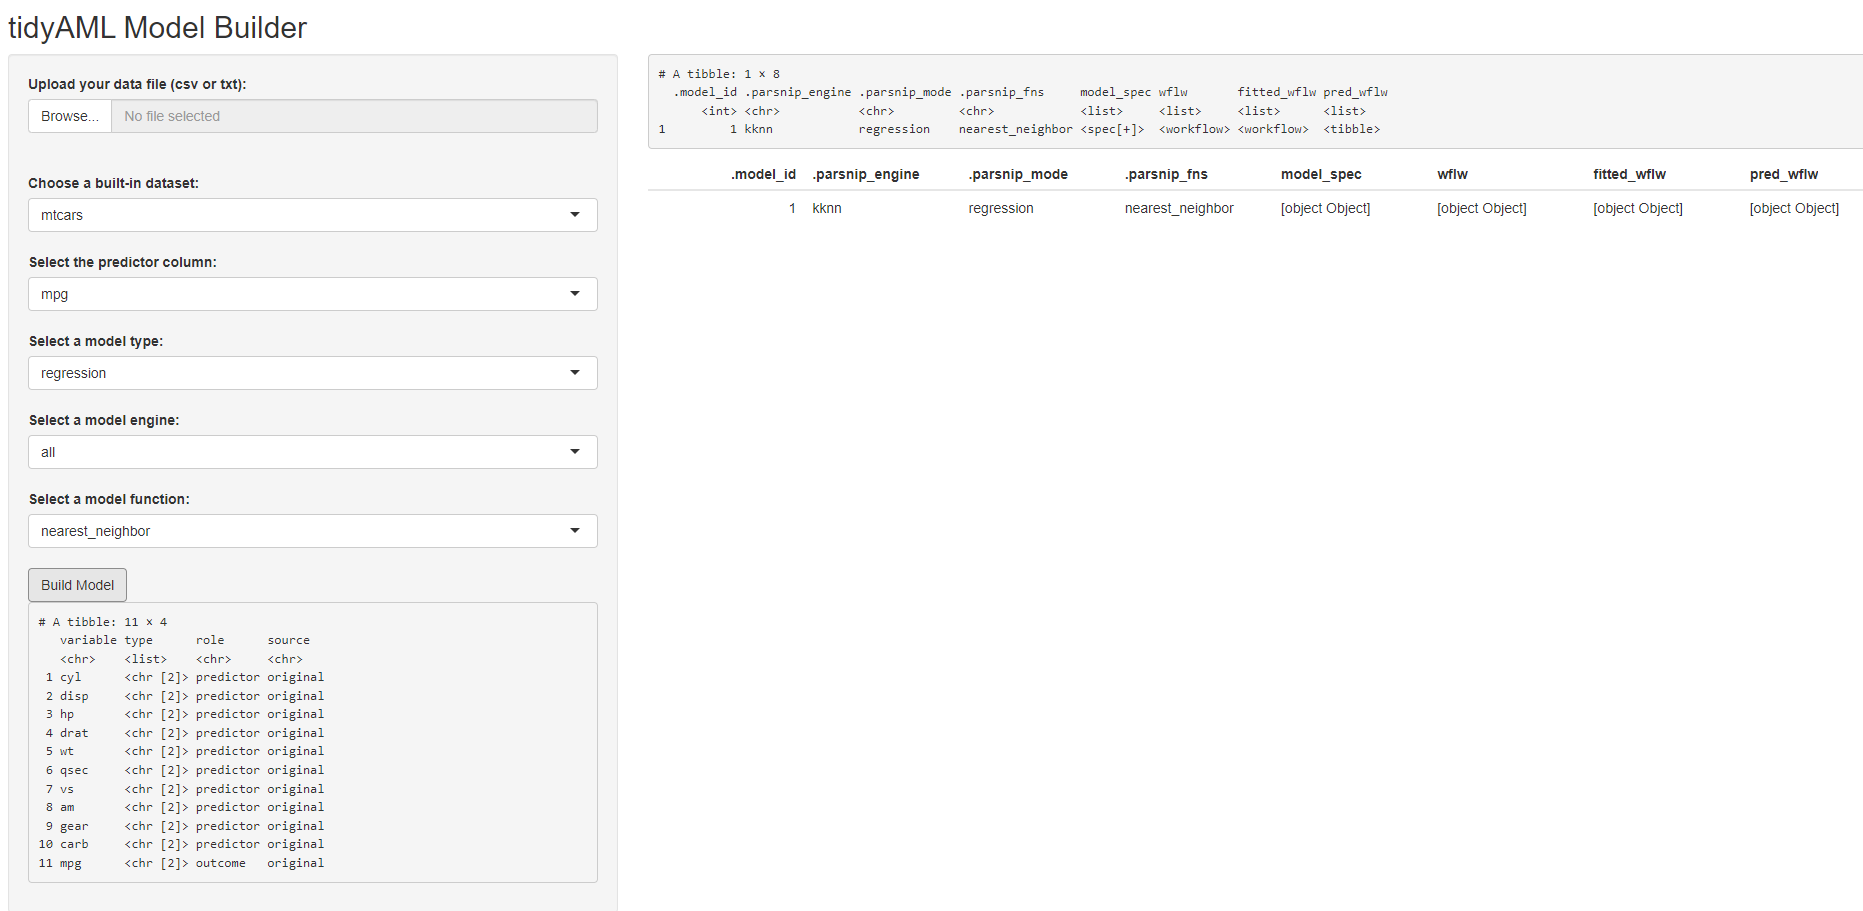 tidyAML Model Builder
Upload your data file (csv or txt):
Browse... No file selected
Choose a built-in dataset:
mtcars
Select the predictor column:
mpg
Select a model type:
regression
Select a model engine:
all
Select a model function:
nearest_neighbor
Build Model
# A tibble: 11 × 4
variable type role source
<chr> <list> <chr> <chr>
1 cyl <chr [2]> predictor original
2 disp <chr [2]> predictor original
3 hp <chr [2]> predictor original
4 drat <chr [2]> predictor original
5 wt <chr [2]> predictor original
6 qsec <chr [2]> predictor original
7 vs <chr [2]> predictor original
8 am <chr [2]> predictor original
9 gear <chr [2]> predictor original
10 carb <chr [2]> predictor original
11 mpg <chr [2]> outcome original
# A tibble: 1 × 8
.model_id .parsnip_engine .parsnip_mode .parsnip_fns model_spec wflw fitted_wflw pred_wflw
<int> <chr> <chr> <chr> <list> <list> <list> <list>
1 1 kknn regression nearest_neighbor <spec[+]> <workflow> <workflow> <tibble>
.model_id .parsnip_engine .parsnip_mode .parsnip_fns model_spec wflw fitted_wflw pred_wflw
1 kknn regression nearest_neighbor [object Object] [object Object] [object Object] [object Object]